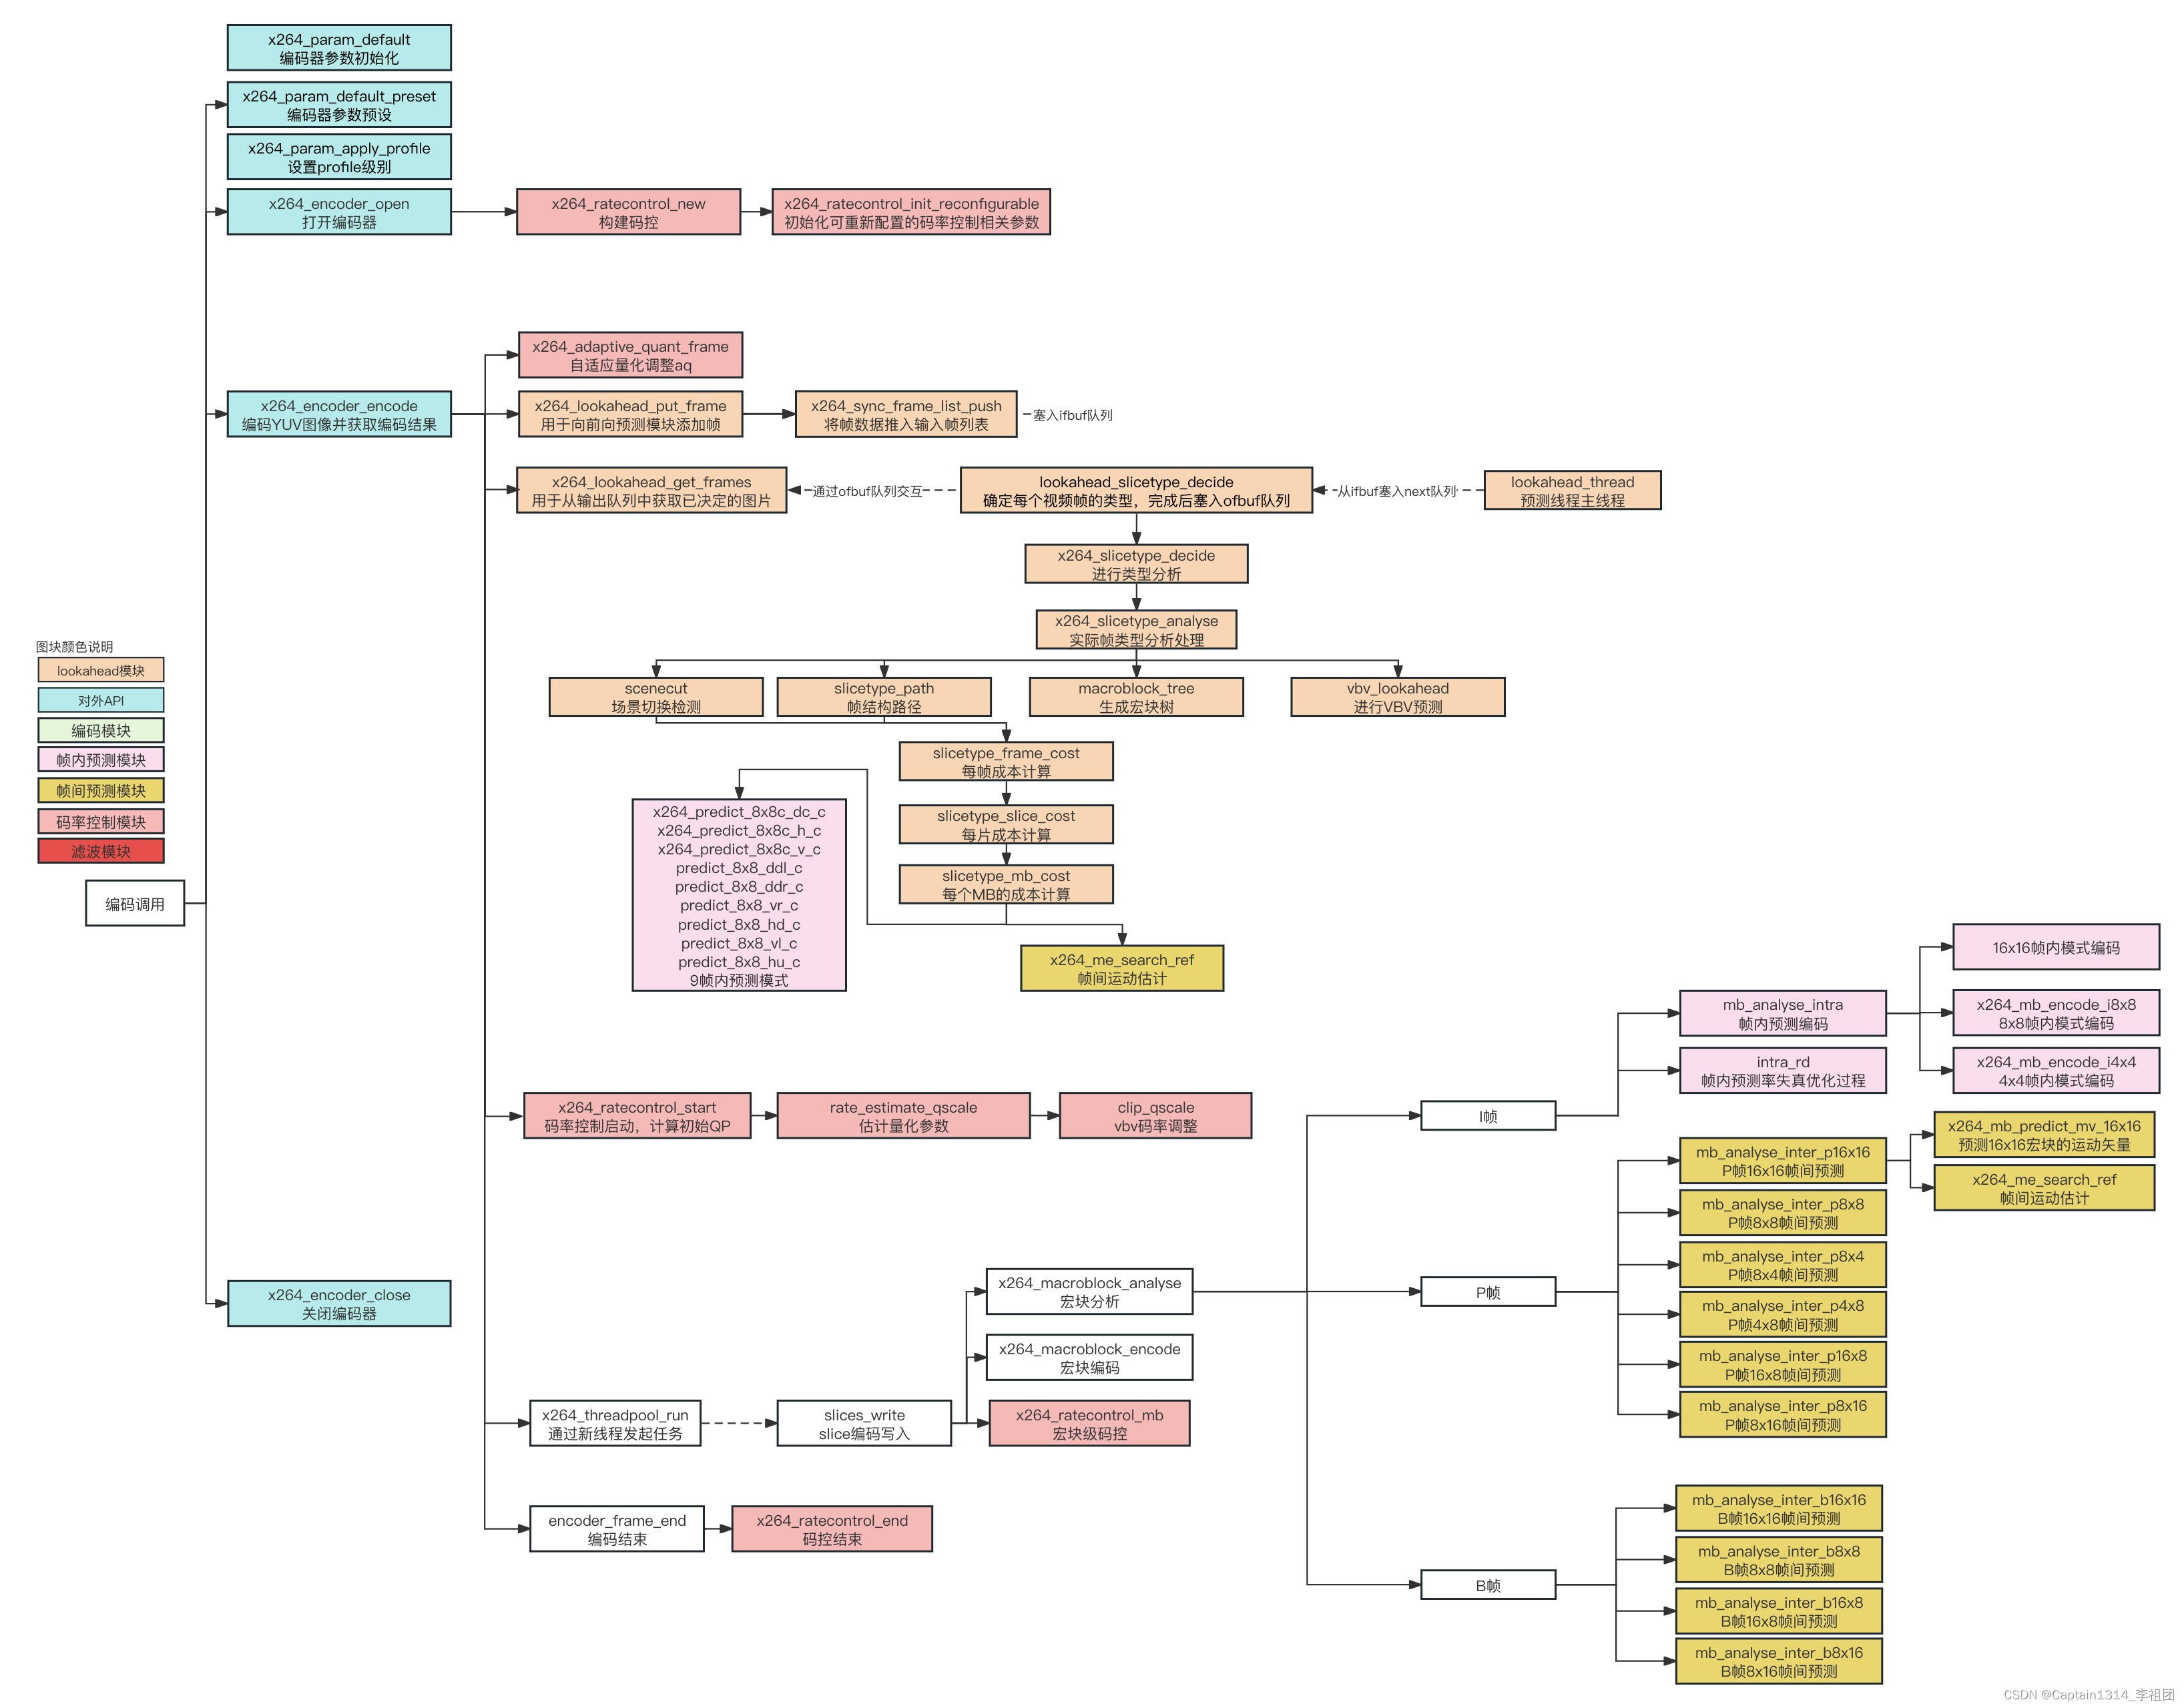 x264_param_default
编码器参数初始化
x264_param_default_preset
编码器参数预设
x264_param_apply_profile
设置profile级别
x264_encoder_open
打开编码器
x264_ratecontrol_new
构建码控
x264_ratecontrol_init_reconfigurable
初始化可重新配置的码率控制相关参数
x264_adaptive_quant_frame
自适应量化调整aq
x264_encoder_encode
编码YUV图像并获取编码结果
x264_lookahead_put_frame
用于向前向预测模块添加帧
x264_sync_frame_list_push
将帧数据推入输入帧列表
塞入ifbuf队列
x264_lookahead_get_frames
用于从输出队列中获取已决定的图片
通过ofbuf队列交互
lookahead_slicetype_decide
确定每个视频帧的类型，完成后塞入ofbuf队列
从ifbuf塞入next队列
lookahead_thread
预测线程主线程
x264_slicetype_decide
进行类型分析
x264_slicetype_analyse
实际帧类型分析处理
scenecut
场景切换检测
slicetype_path
帧结构路径
macroblock_tree
生成宏块树
vbv_lookahead
进行VBV预测
slicetype_frame_cost
每帧成本计算
slicetype_slice_cost
每片成本计算
slicetype_mb_cost
每个MB的成本计算
x264_predict_8x8c_dc_c
x264_predict_8x8c_h_c
x264_predict_8x8c_v_c
predict_8x8_ddl_c
predict_8x8_ddr_c
predict_8x8_vr_c
predict_8x8_hd_c
predict_8x8_vl_c
predict_8x8_hu_c
9帧内预测模式
x264_me_search_ref
帧间运动估计
图块颜色说明
lookahead模块
对外API
编码模块
帧内预测模块
帧间预测模块
码率控制模块
滤波模块
编码调用
x264_ratecontrol_start
码率控制启动，计算初始QP
rate_estimate_qscale
估计量化参数
clip_qscale
vbv码率调整
x264_encoder_close
关闭编码器
x264_threadpool_run
通过新线程发起任务
slices_write
slice编码写入
x264_macroblock_analyse
宏块分析
x264_macroblock_encode
宏块编码
x264_ratecontrol_mb
宏块级码控
encoder_frame_end
编码结束
x264_ratecontrol_end
码控结束
I帧
mb_analyse_intra
帧内预测编码
intra_rd
帧内预测率失真优化过程
16x16帧内模式编码
x264_mb_encode_i8x8
8x8帧内模式编码
x264_mb_encode_i4x4
4x4帧内模式编码
P帧
mb_analyse_inter_p16x16
P帧16x16帧间预测
x264_mb_predict_mv_16x16
预测16x16宏块的运动矢量
x264_me_search_ref
帧间运动估计
mb_analyse_inter_p8x8
P帧8x8帧间预测
mb_analyse_inter_p8x4
P帧8x4帧间预测
mb_analyse_inter_p4x8
P帧4x8帧间预测
mb_analyse_inter_p16x8
P帧16x8帧间预测
mb_analyse_inter_p8x16
P帧8x16帧间预测
B帧
mb_analyse_inter_b16x16
B帧16x16帧间预测
mb_analyse_inter_b8x8
B帧8x8帧间预测
mb_analyse_inter_b16x8
B帧16x8帧间预测
mb_analyse_inter_b8x16
B帧8x16帧间预测
CSDN @Captain1314_李祖团